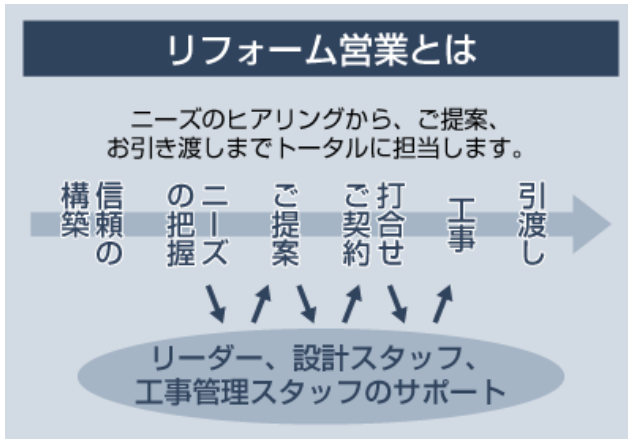 リフォーム営業とは
ニーズのヒアリングから、ご提案、
お引き渡しまでトータルに担当します。
信頼の
構築
ニーズ
の把握
ご提案
打合せ
ご契約
工事
引渡し
リーダー、設計スタッフ、
工事管理スタッフのサポート